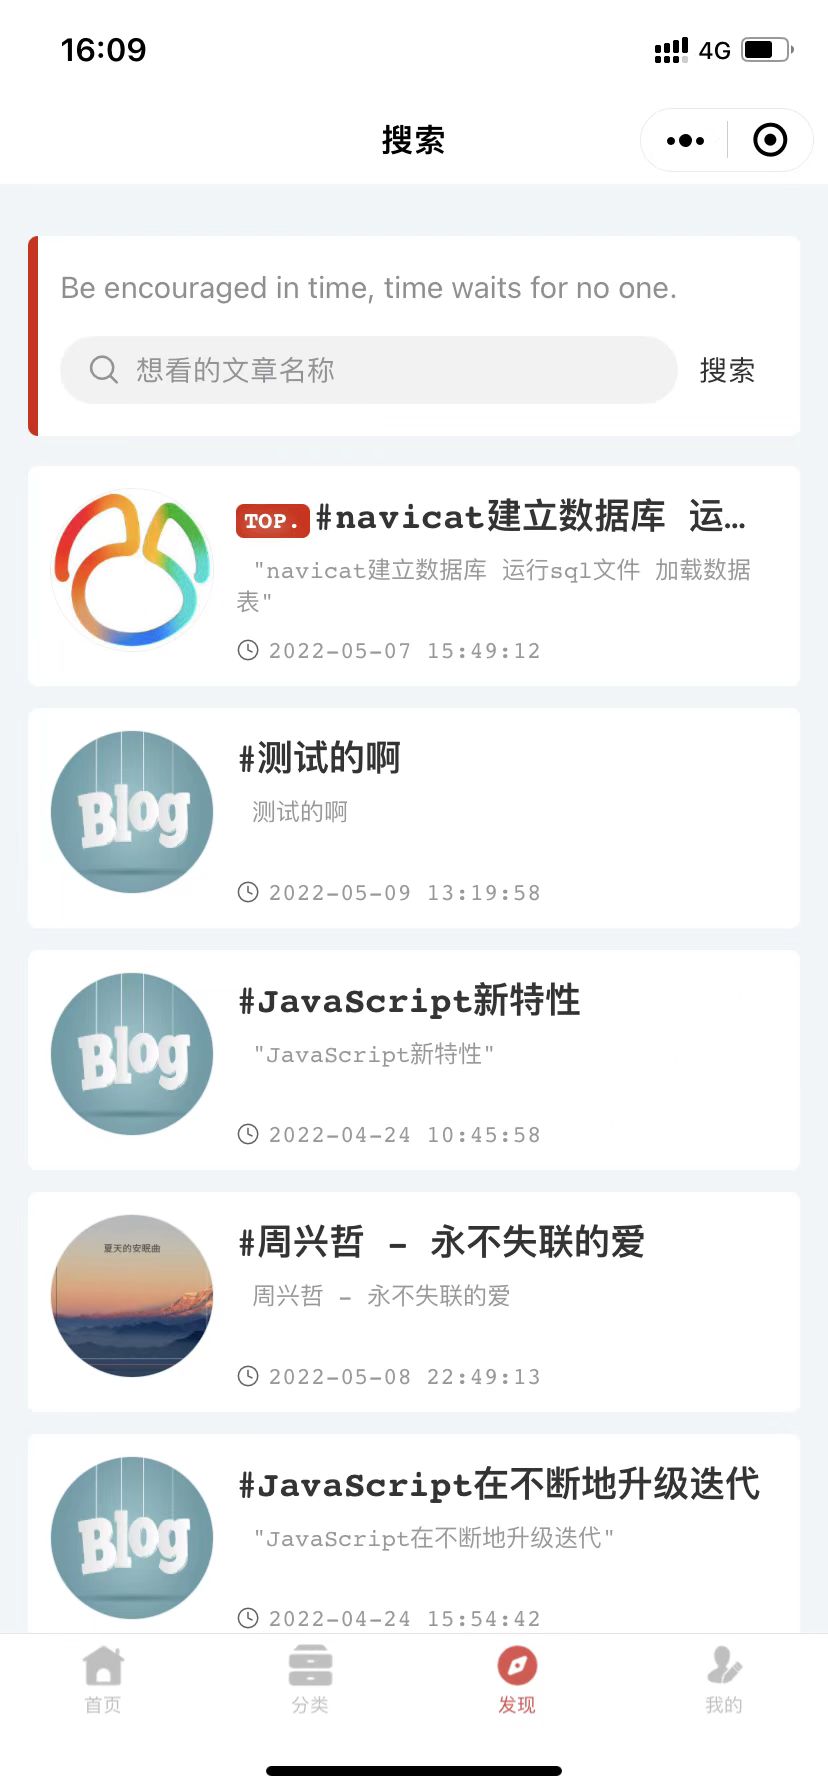 16:09
4G
搜索
Be encouraged in time, time waits for no one.
想看的文章名称
搜索
TOP. #navicat建立数据库 运...
"navicat建立数据库 运行sql文件 加载数据
表"
2022-05-07 15:49:12
Blog
#测试的啊
测试的啊
2022-05-09 13:19:58
Blog
#JavaScript新特性
"JavaScript新特性"
2022-04-24 10:45:58
夏天的安眠曲
#周兴哲 - 永不失联的爱
周兴哲 - 永不失联的爱
2022-05-08 22:49:13
Blog
#JavaScript在不断地升级迭代
"JavaScript在不断地升级迭代"
2022-04-24 15:54:42
首页
分类
发现
我的